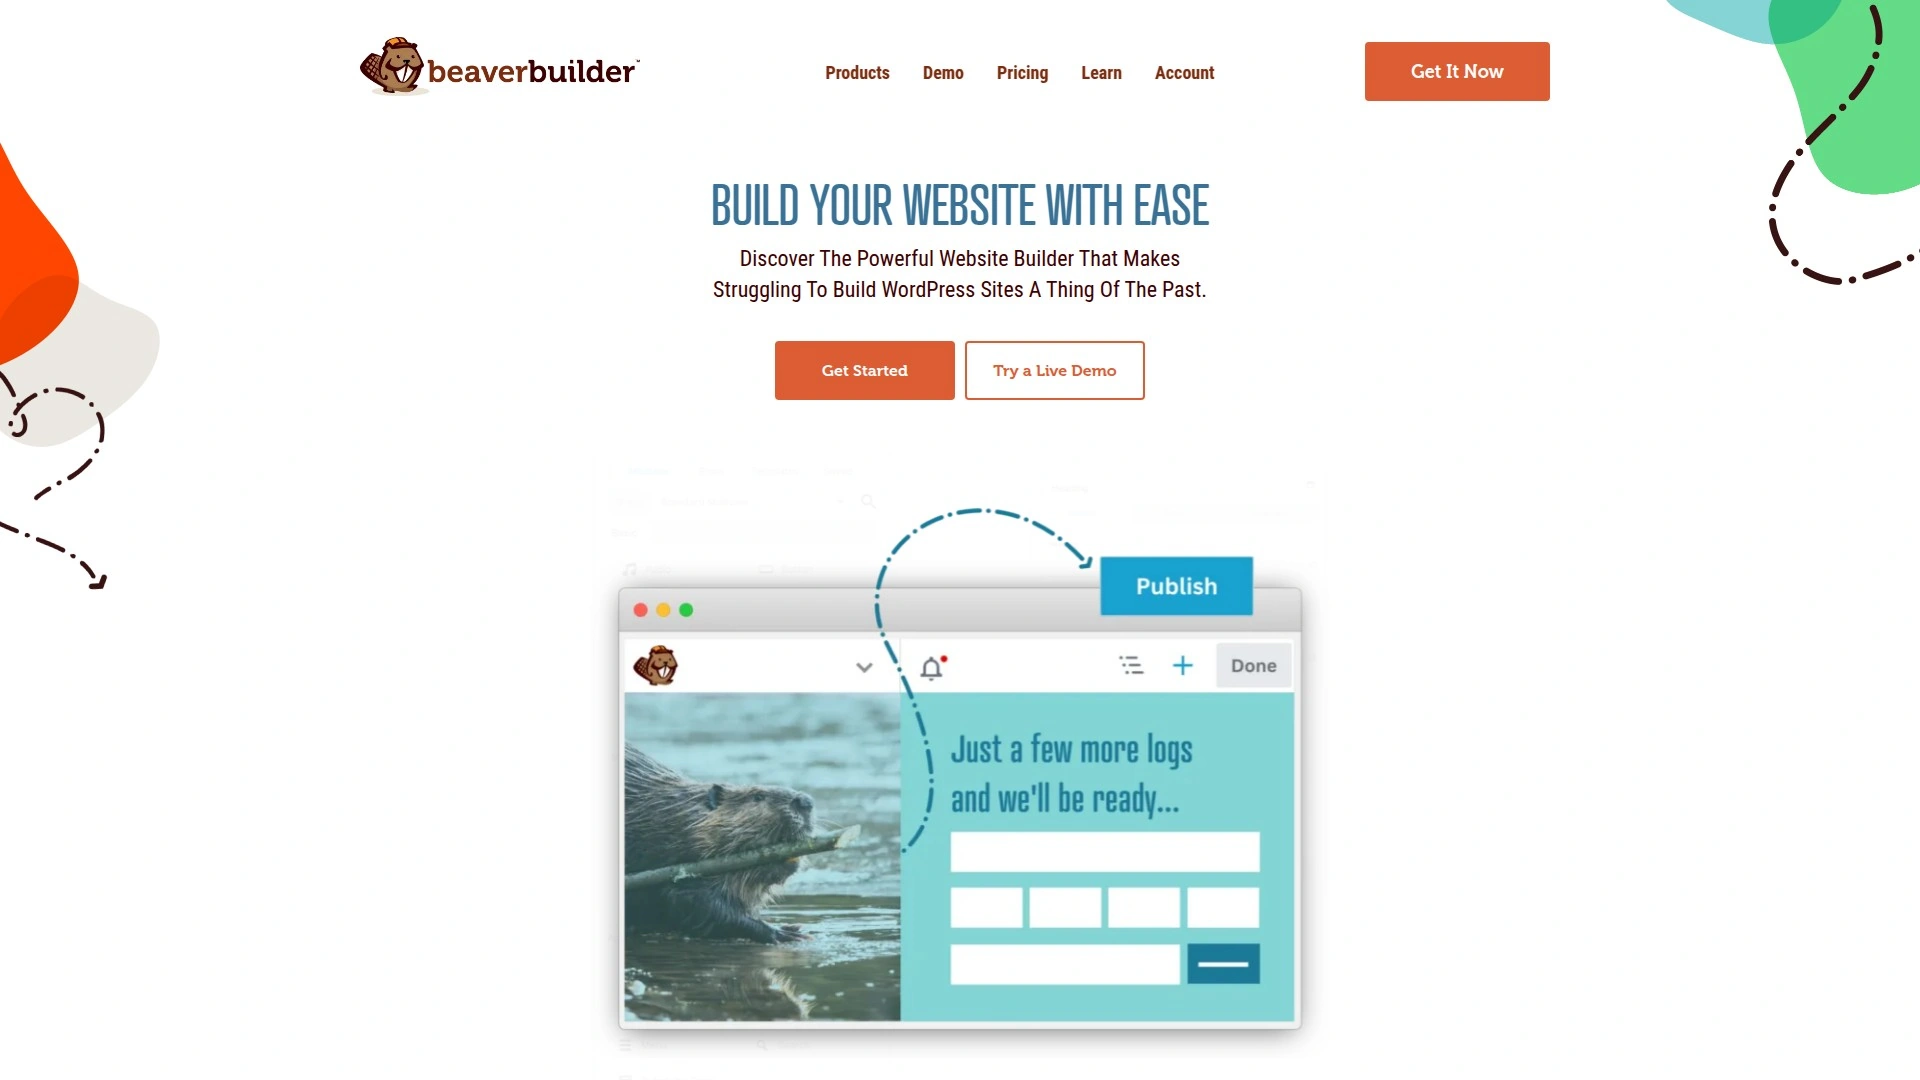 beaverbuilder™
Products
Demo
Pricing
Learn
Account
Get It Now
BUILD YOUR WEBSITE WITH EASE
Discover The Powerful Website Builder That Makes
Struggling To Build WordPress Sites A Thing Of The Past.
Get Started
Try a Live Demo
Publish
Done
Just a few more logs
and we'll be ready...